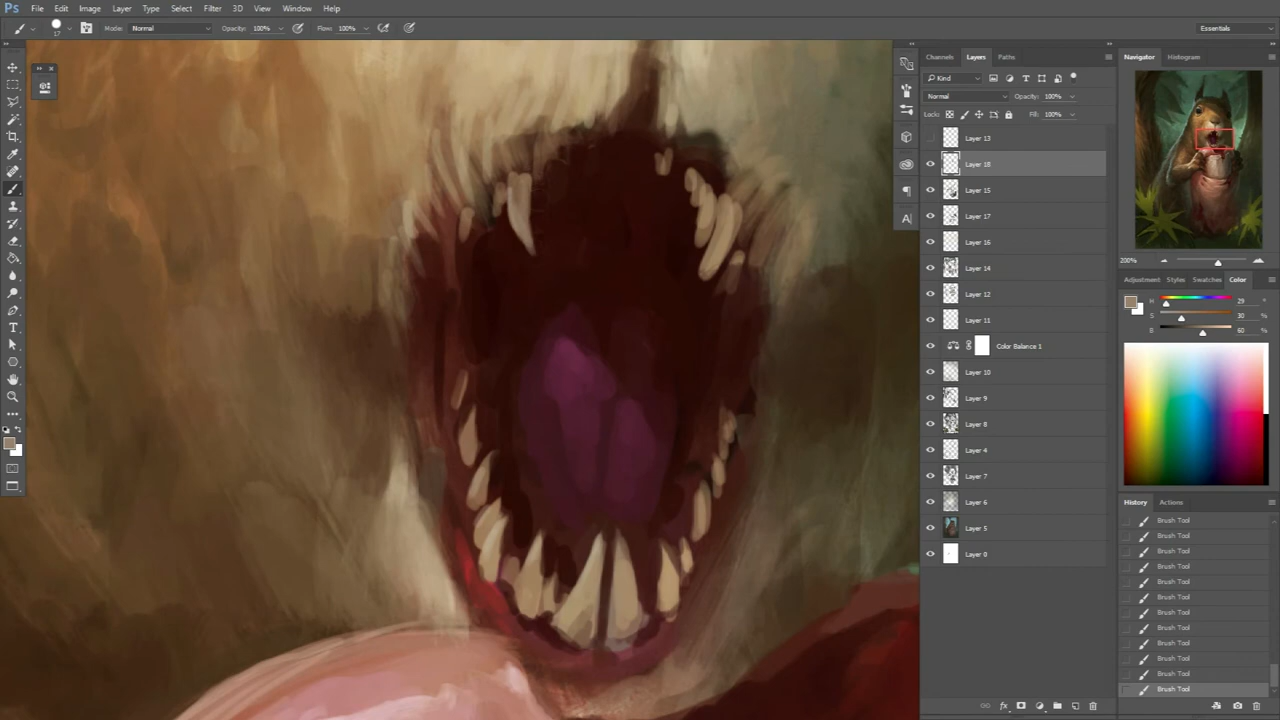 Ps File Edit Image Layer Type Select Filter 3D View Window Help
17 Mode: Normal Opacity: 100% Flow: 100% Essentials
Channels Layers Paths
Kind
Normal Opacity: 100%
Lock: Fill: 100%
Layer 13
Layer 18
Layer 15
Layer 17
Layer 16
Layer 14
Layer 12
Layer 11
Color Balance 1
Layer 10
Layer 9
Layer 8
Layer 4
Layer 7
Layer 6
Layer 5
Layer 0
Navigator Histogram
200%
Adjustment Styles Swatches Color
H 29 °
S 30 %
B 60 %
History Actions
Brush Tool
Brush Tool
Brush Tool
Brush Tool
Brush Tool
Brush Tool
Brush Tool
Brush Tool
Brush Tool
Brush Tool
Brush Tool
Brush Tool